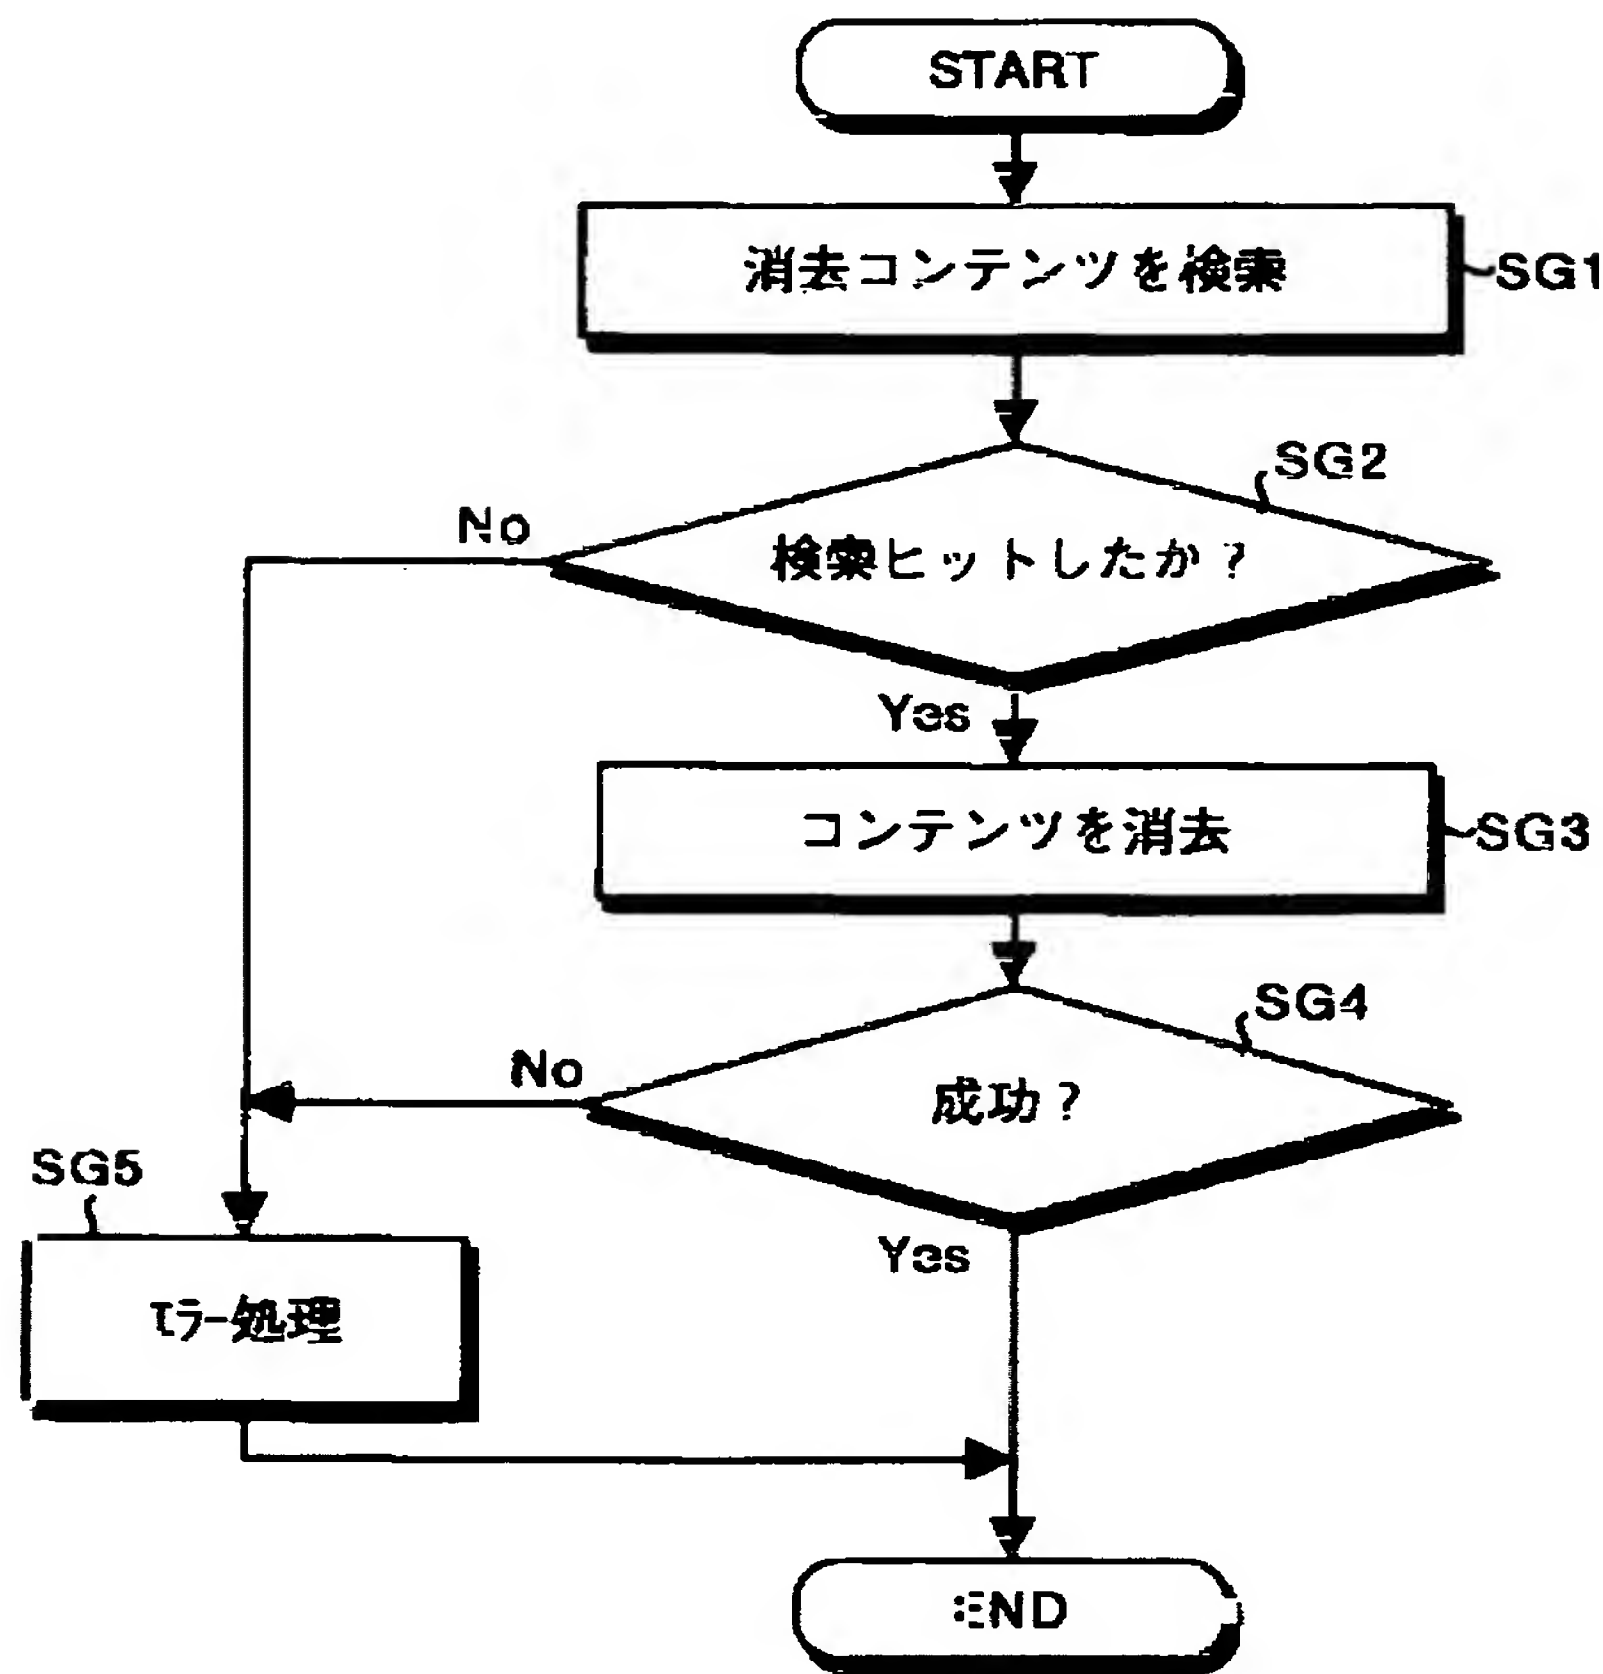 START
消去コンテンツを検索
SG1
SG2
No
検索ヒットしたか？
Yes
コンテンツを消去
SG3
SG4
No
成功？
SG5
Yes
エラー処理
END